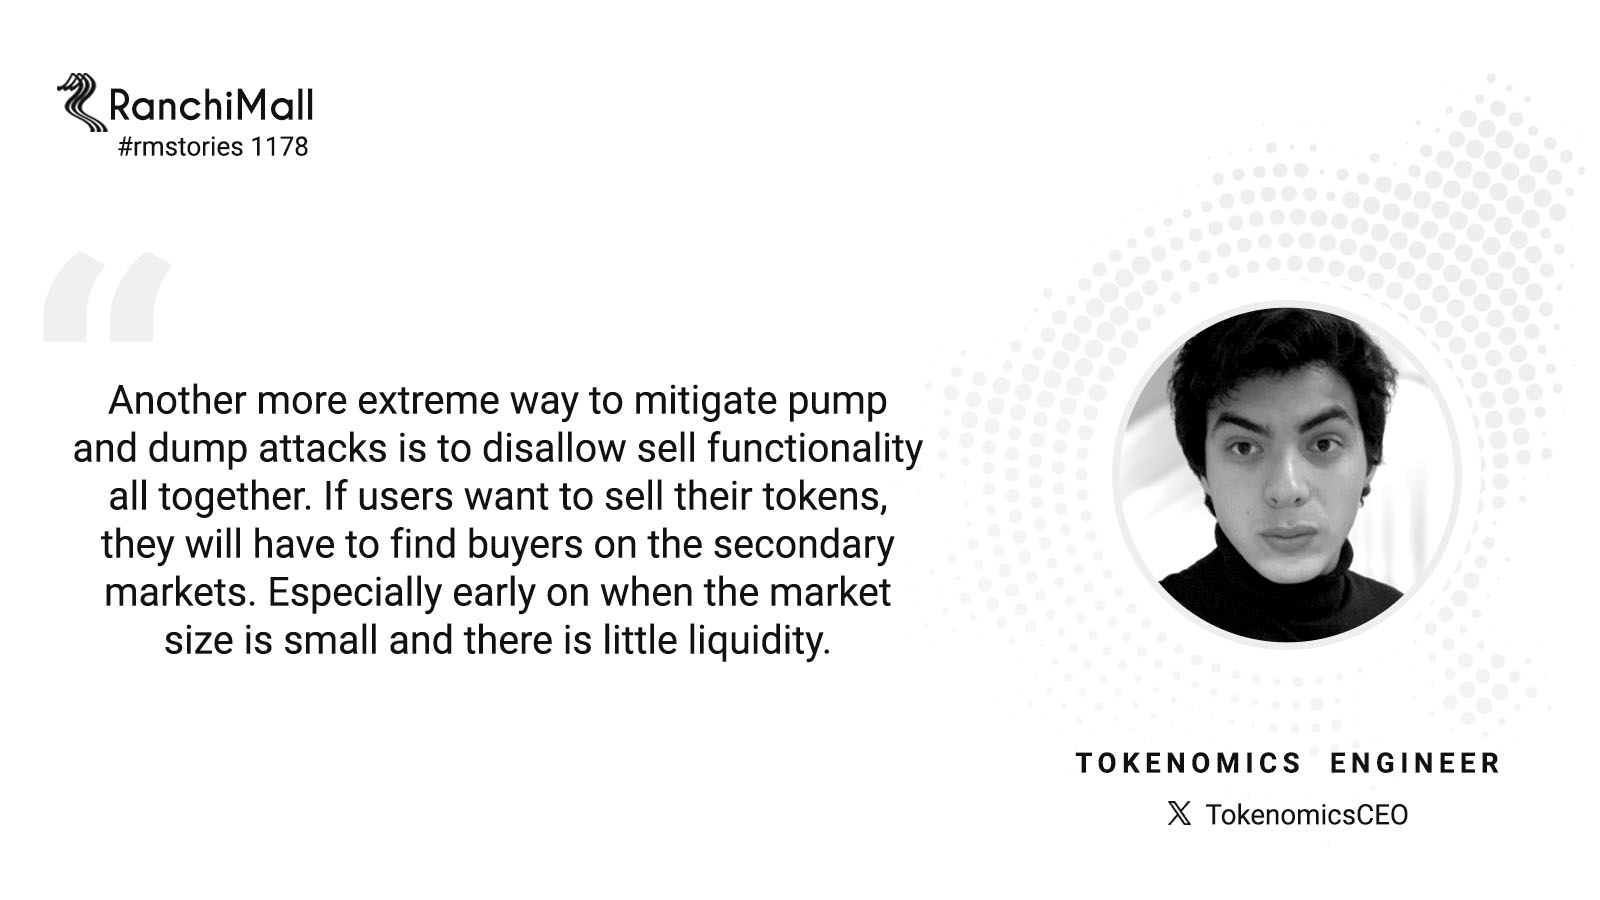 RanchiMall
#rmstories 1178
“
Another more extreme way to mitigate pump
and dump attacks is to disallow sell functionality
all together. If users want to sell their tokens,
they will have to find buyers on the secondary
markets. Especially early on when the market
size is small and there is little liquidity.
TOKENOMICS ENGINEER
𝕏 TokenomicsCEO